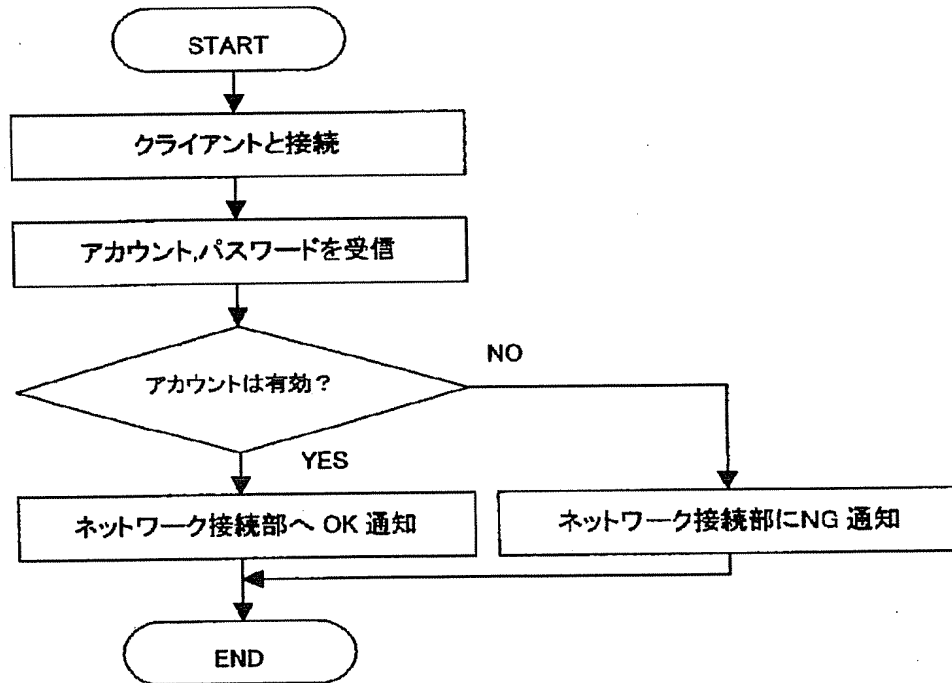 START
クライアントと接続
アカウント,パスワードを受信
アカウントは有効?
NO
YES
ネットワーク接続部へ OK 通知
ネットワーク接続部にNG 通知
END